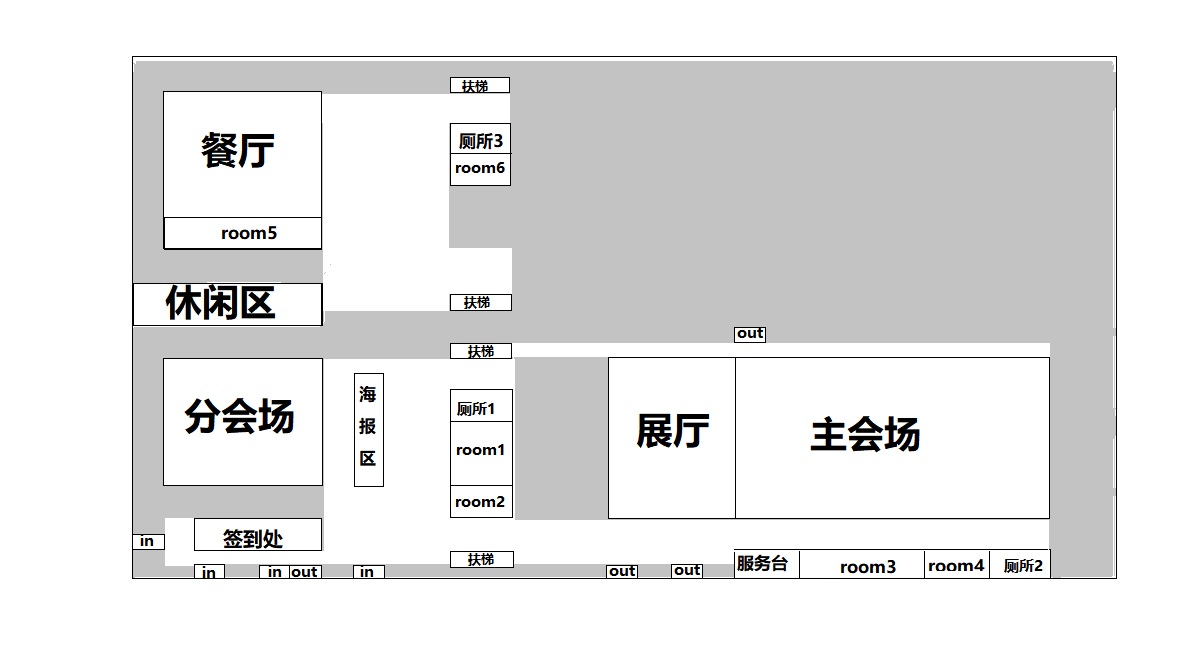 扶梯
餐厅
厕所3
room6
room5
休闲区
扶梯
out
扶梯
分会场
海
报
区
厕所1
room1
room2
展厅
主会场
签到处
in
in
in
out
in
扶梯
out
out
服务台
room3
room4
厕所2